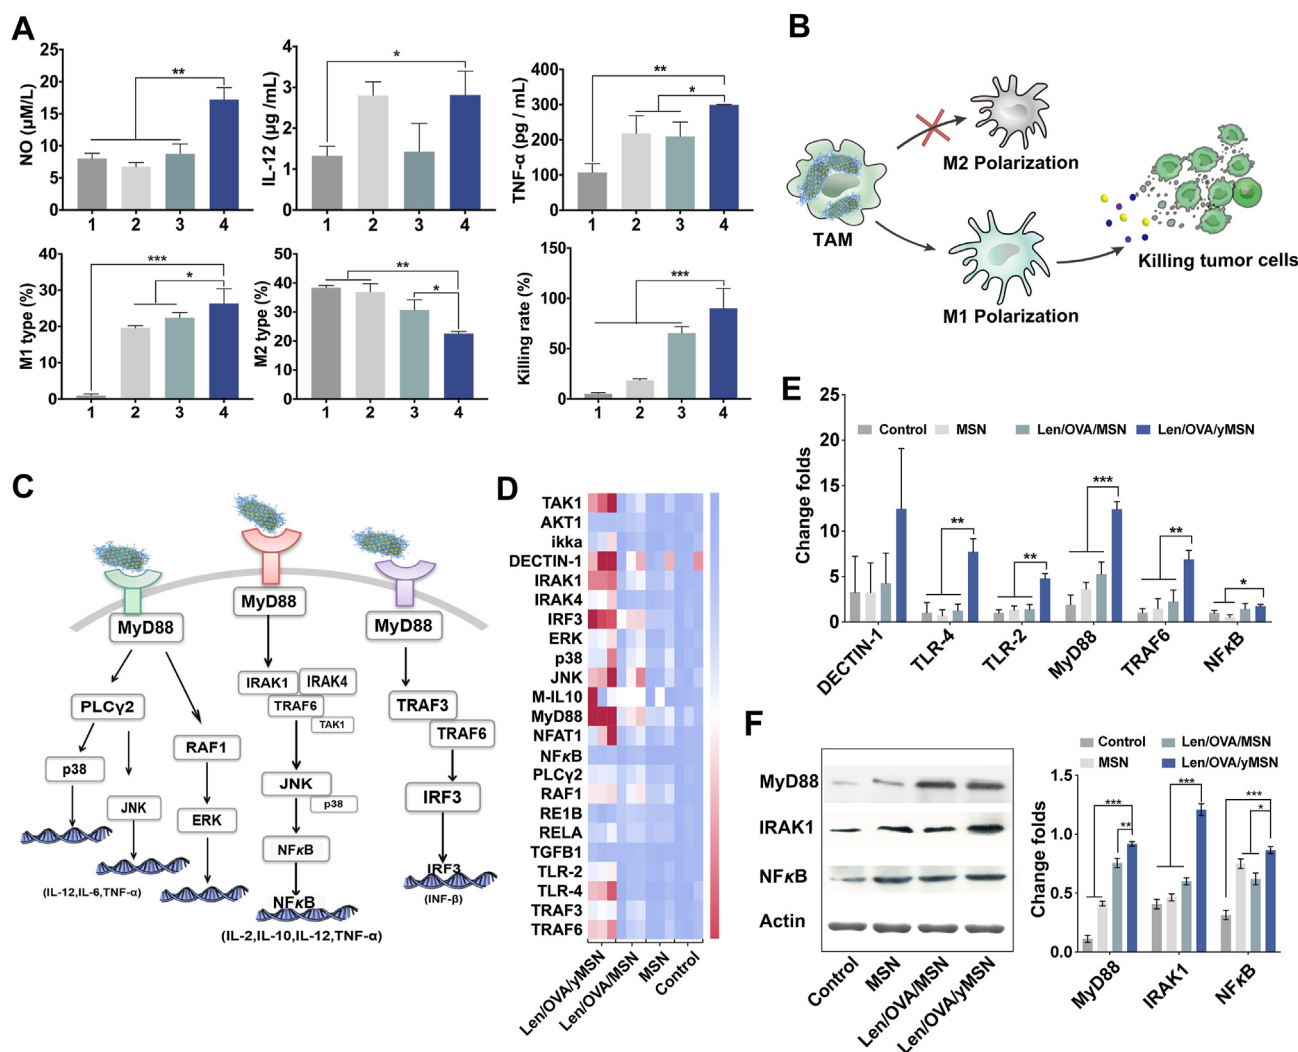 A
NO (μM/L)
25
20
15
10
5
0
**
1 2 3 4
IL-12 (μg /mL)
4
3
2
1
0
*
1 2 3 4
TNF-α (pg / mL)
400
300
200
100
0
**
*
1 2 3 4
M1 type (%)
40
30
20
10
0
***
*
1 2 3 4
M2 type (%)
50
40
30
20
10
0
**
*
1 2 3 4
Killing rate (%)
150
100
50
0
***
1 2 3 4
B
TAM
M2 Polarization
M1 Polarization
Killing tumor cells
C
MyD88
PLCγ2
RAF1
p38
JNK
ERK
(IL-12,IL-6,TNF-α)
MyD88
IRAK1
IRAK4
TRAF6
TAK1
JNK
p38
NFκB
NFκB
(IL-2,IL-10,IL-12,TNF-α)
MyD88
TRAF3
TRAF6
IRF3
IRF3
(INF-β)
D
TAK1
AKT1
ikka
DECTIN-1
IRAK1
IRAK4
IRF3
ERK
p38
JNK
M-IL10
MyD88
NFAT1
NFκB
PLCγ2
RAF1
RE1B
RELA
TGFB1
TLR-2
TLR-4
TRAF3
TRAF6
Len/OVA/yMSN
Len/OVA/MSN
MSN
Control
E
Change folds
25
20
15
10
5
0
Control
MSN
Len/OVA/MSN
Len/OVA/yMSN
**
**
***
**
*
DECTIN-1
TLR-4
TLR-2
MyD88
TRAF6
NFκB
F
MyD88
IRAK1
NFκB
Actin
Control
MSN
Len/OVA/MSN
Len/OVA/yMSN
Control
Len/OVA/MSN
MSN
Len/OVA/yMSN
Change folds
1.5
1.0
0.5
0.0
***
**
***
***
*
MyD88
IRAK1
NFκB